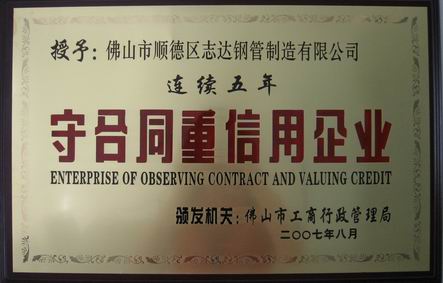 授予：佛山市顺德区志达钢管制造有限公司
连续五年
守合同重信用企业
ENTERPRISE OF OBSERVING CONTRACT AND VALUING CREDIT
颁发机关：佛山市工商行政管理局
二〇〇七年八月